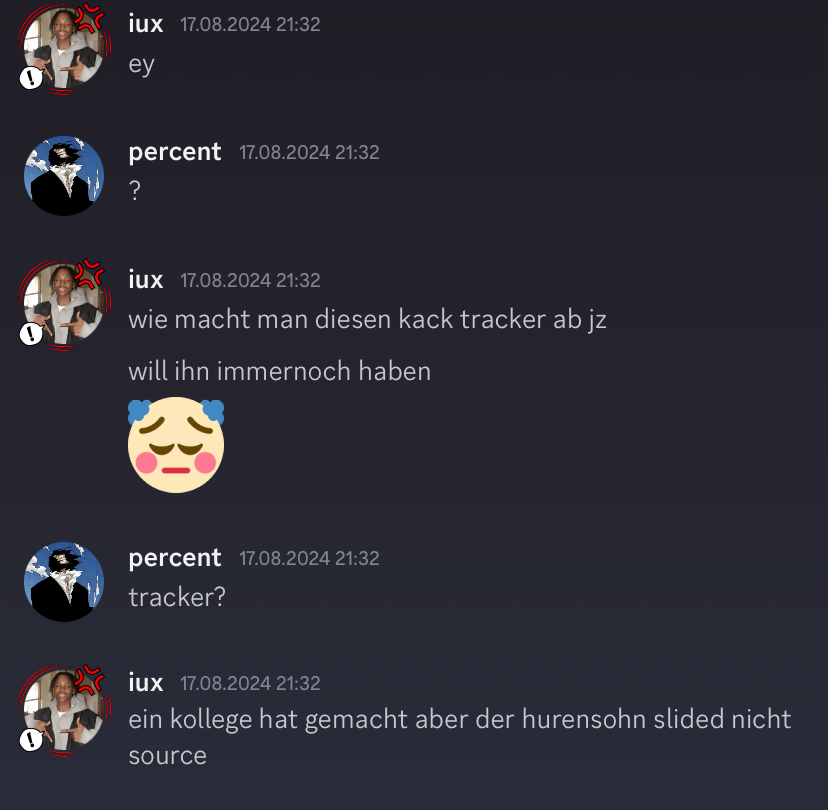 iux 17.08.2024 21:32
ey
percent 17.08.2024 21:32
?
iux 17.08.2024 21:32
wie macht man diesen kack tracker ab jz
will ihn immernoch haben
percent 17.08.2024 21:32
tracker?
iux 17.08.2024 21:32
ein kollege hat gemacht aber der hurensohn slided nicht
source